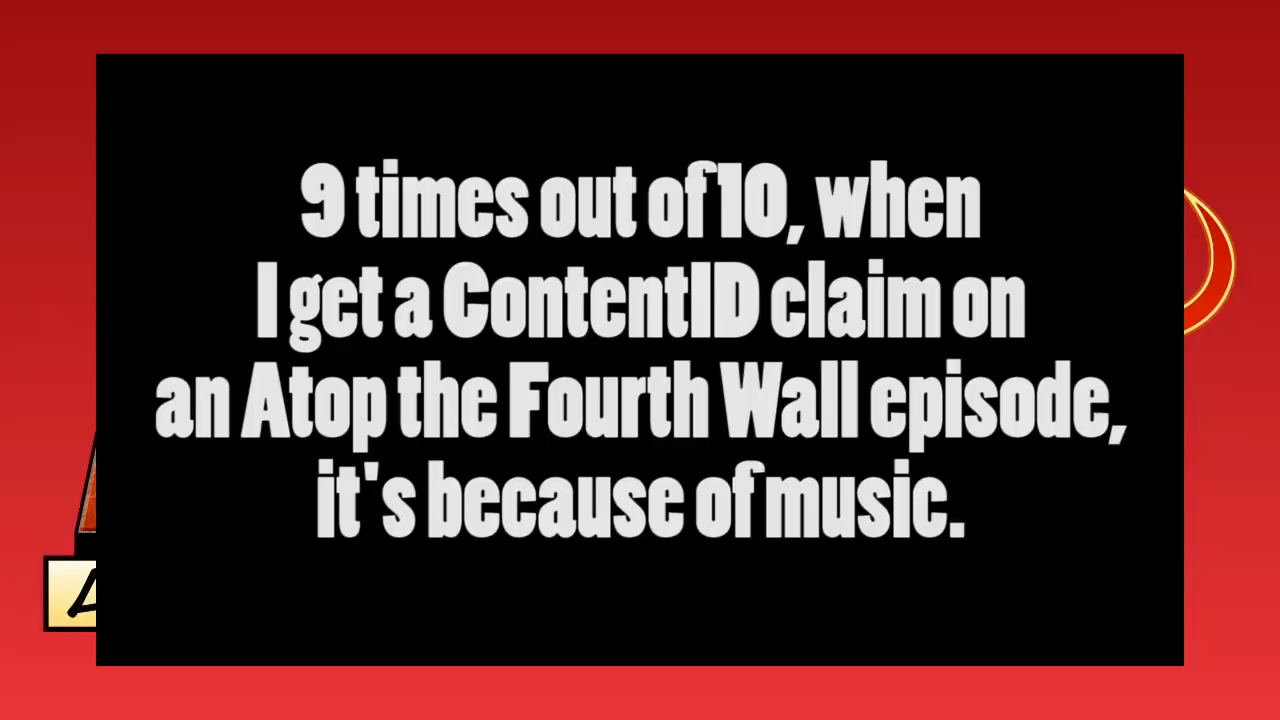 9 times out of 10, when
I get a ContentID claim on
an Atop the Fourth Wall episode,
it's because of music.